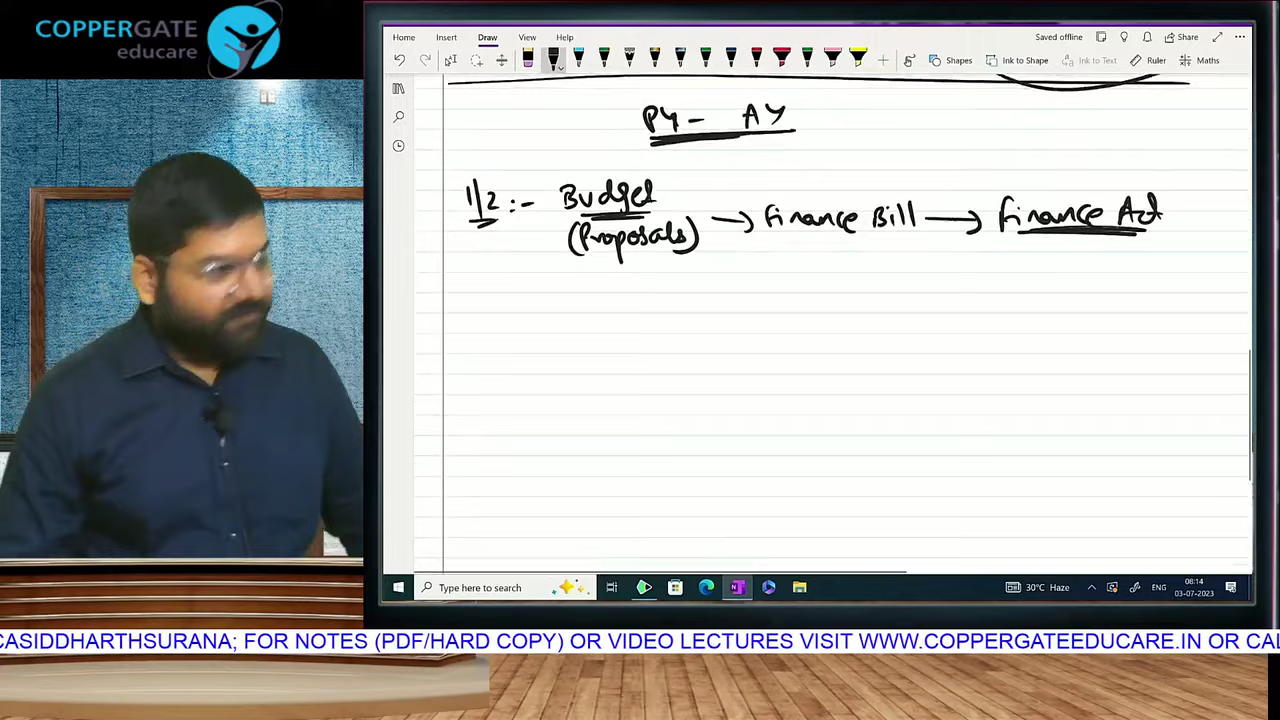 COPPERGATE
educare
Home Insert Draw View Help
Saved offline
Share
Shapes
Ink to Shape
Ink to Text
Ruler
Maths
PY - AY
1/2 :- Budget
(Proposals) → Finance Bill → Finance Act
Type here to search
30°C Haze
ENG
08:14
03-07-2023
CASIDDHARTHSURANA; FOR NOTES (PDF/HARD COPY) OR VIDEO LECTURES VISIT WWW.COPPERGATEEDUCARE.IN OR CAL